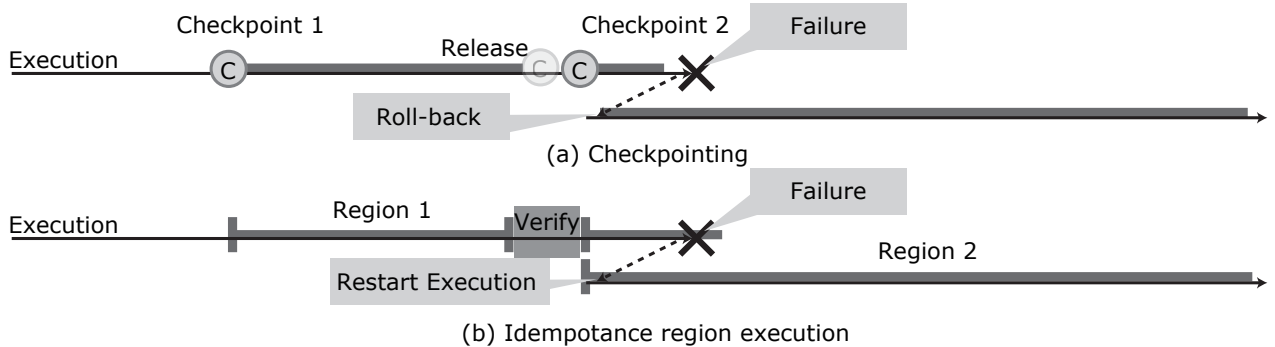 Checkpoint 1
Checkpoint 2
Failure
Release
Execution
C
C
C
Roll-back
(a) Checkpointing
Failure
Execution
Region 1
Verify
Region 2
Restart Execution
(b) Idempotance region execution